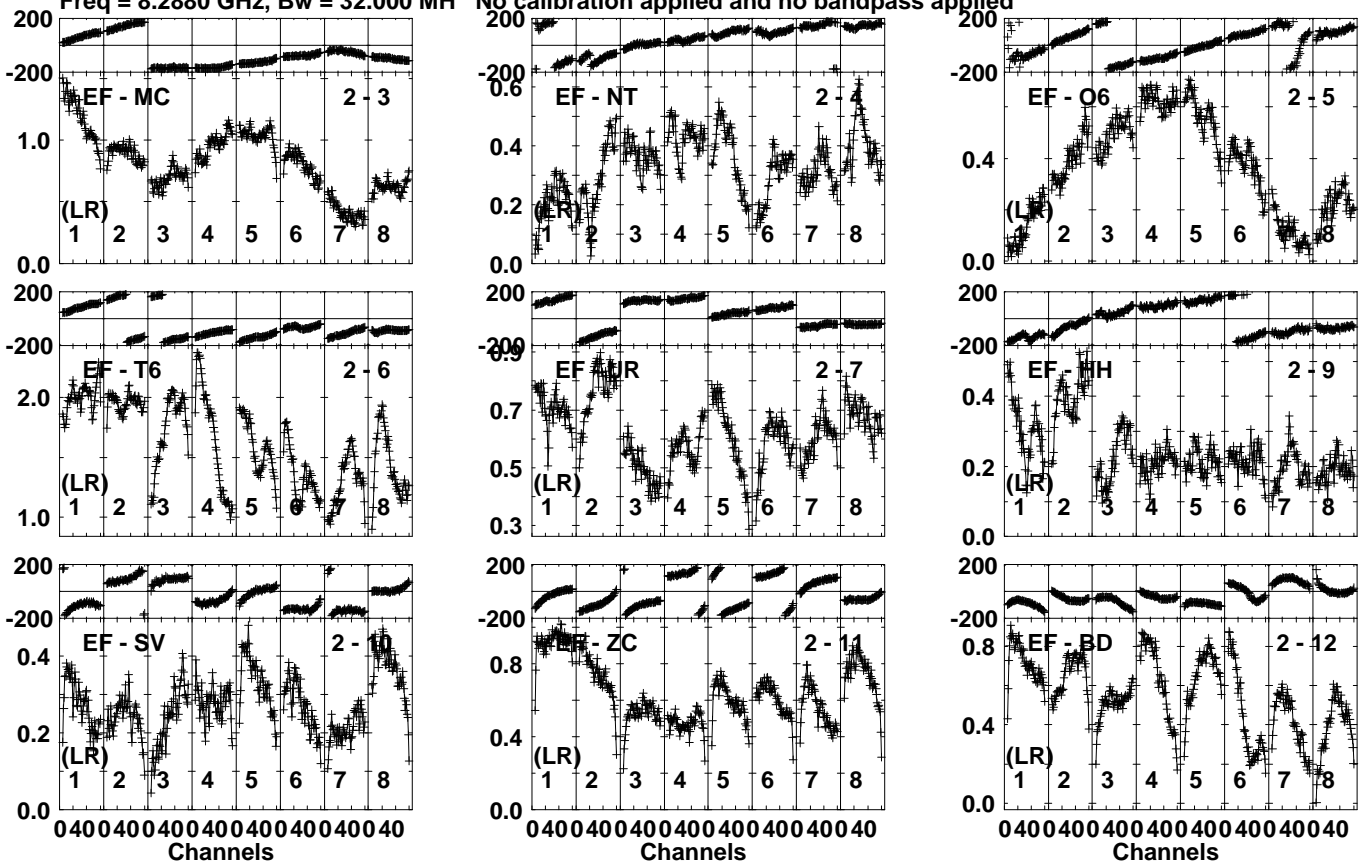 Freq = 8.2880 GHz, Bw = 32.000 MH No calibration applied and no bandpass applied
200 200 200
-200 -200 -200
EF - MC 2 - 3 0.6 EF - NT 2 - 4 EF - O6 2 - 5
1.0 0.4 0.4
0.2
(LR) (LR) (LR)
1 2 3 4 5 6 7 8 1 2 3 4 5 6 7 8 1 2 3 4 5 6 7 8
0.0 0.0 0.0
200 200 200
-200 -200 -200
0.9
EF - T6 2 - 6 EF - UR 2 - 7 EF - HH 2 - 9
2.0 0.7 0.4
0.5 0.2
(LR) (LR) (LR)
1.0 1 2 3 4 5 6 7 8 1 2 3 4 5 6 7 8 1 2 3 4 5 6 7 8
0.3 0.0
200 200 200
-200 -200 -200
EF - SV 2 - 10 EF - ZC 2 - 11 EF - BD 2 - 12
0.4 0.8 0.8
0.2 0.4 0.4
(LR) (LR) (LR)
1 2 3 4 5 6 7 8 1 2 3 4 5 6 7 8 1 2 3 4 5 6 7 8
0.0 0.0
0 40 0 40 0 40 0 40 0 40 0 40 0 40 0 40 0 40 0 40 0 40 0 40 0 40 0 40 0 40 0 40 0 40 0 40 0 40 0 40 0 40 0 40 0 40 0 40
Channels Channels Channels